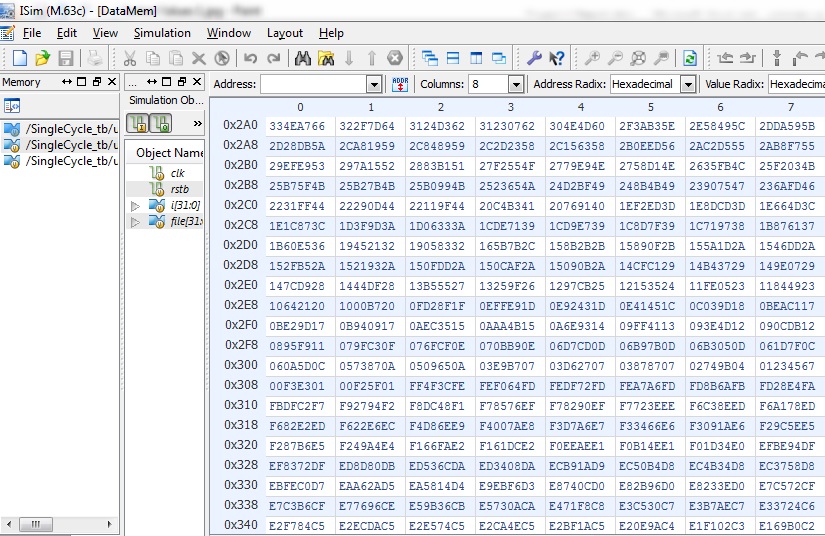 ISim (M.63c) - [DataMem]
File Edit View Simulation Window Layout Help
Memory
Address: Columns: 8 Address Radix: Hexadecimal Value Radix: Hexadecima
Simulation Ob...
/SingleCycle_tb/u
/SingleCycle_tb/u
/SingleCycle_tb/u
Object Name
clk
rstb
i[31:0]
file[31:
0 1 2 3 4 5 6 7
0x2A0 334EA766 322F7D64 3124D362 31230762 304E4D60 2F3AB35E 2E58495C 2DDA595B
0x2A8 2D28DB5A 2CA81959 2C848959 2C2D2358 2C156358 2B0EED56 2AC2D555 2AB8F755
0x2B0 29EFE953 297A1552 2883B151 27F2554F 2779E94E 2758D14E 2635FB4C 25F2034B
0x2B8 25B75F4B 25B27B4B 25B0994B 2523654A 24D2BF49 248B4B49 23907547 236AFD46
0x2C0 2231FF44 22290D44 22119F44 20C4B341 20769140 1EF2ED3D 1E8DCD3D 1E664D3C
0x2C8 1E1C873C 1D3F9D3A 1D06333A 1CDE7139 1CD9E739 1C8D7F39 1C719738 1B876137
0x2D0 1B60E536 19452132 19058332 165B7B2C 158B2B2B 15890F2B 155A1D2A 1546DD2A
0x2D8 152FB52A 1521932A 150FDD2A 150CAF2A 15090B2A 14CFC129 14B43729 149E0729
0x2E0 147CD928 1444DF28 13B55527 13259F26 1297CB25 12153524 11FE0523 11844923
0x2E8 10642120 1000B720 0FD28F1F 0EFFE91D 0E92431D 0E41451C 0C039D18 0BEAC117
0x2F0 0BE29D17 0B940917 0AEC3515 0AAA4B15 0A6E9314 09FF4113 093E4D12 090CDB12
0x2F8 0895F911 079FC30F 076FCF0E 070BB90E 06D7CD0D 06B97B0D 06B3050D 061D7F0C
0x300 060A5D0C 0573870A 0509650A 03E9B707 03D62707 03878707 02749B04 01234567
0x308 00F3E301 00F25F01 FF4F3CFE FEF064FD FEDF72FD FEA7A6FD FD8B6AFB FD28E4FA
0x310 FBDFC2F7 F92794F2 F8DC48F1 F78576EF F78290EF F7723EEE F6C38EED F6A178ED
0x318 F682E2ED F622E6EC F4D86EE9 F4007AE8 F3D7A6E7 F33466E6 F3091AE6 F29C5EE5
0x320 F287B6E5 F249A4E4 F166FAE2 F161DCE2 F0EEAEE1 F0B14EE1 F01D34E0 EFBE94DF
0x328 EF8372DF ED8D80DB ED536CDA ED3408DA ECB91AD9 EC50B4D8 EC4B34D8 EC3758D8
0x330 EBFEC0D7 EAA62AD5 EA5814D4 E9EBF6D3 E8740CD0 E82B96D0 E8233ED0 E7C572CF
0x338 E7C3B6CF E77696CE E59B36CB E5730ACA E471F8C8 E3C530C7 E3B7AEC7 E33724C6
0x340 E2F784C5 E2ECDAC5 E2E574C5 E2CA4EC5 E2BF1AC5 E20E9AC4 E1F102C3 E169B0C2